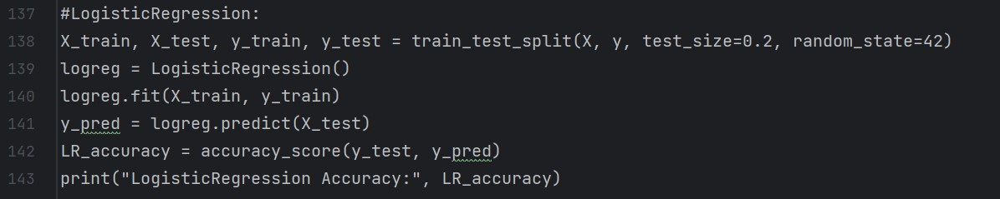 137 #LogisticRegression:
138 X_train, X_test, y_train, y_test = train_test_split(X, y, test_size=0.2, random_state=42)
139 logreg = LogisticRegression()
140 logreg.fit(X_train, y_train)
141 y_pred = logreg.predict(X_test)
142 LR_accuracy = accuracy_score(y_test, y_pred)
143 print("LogisticRegression Accuracy:", LR_accuracy)